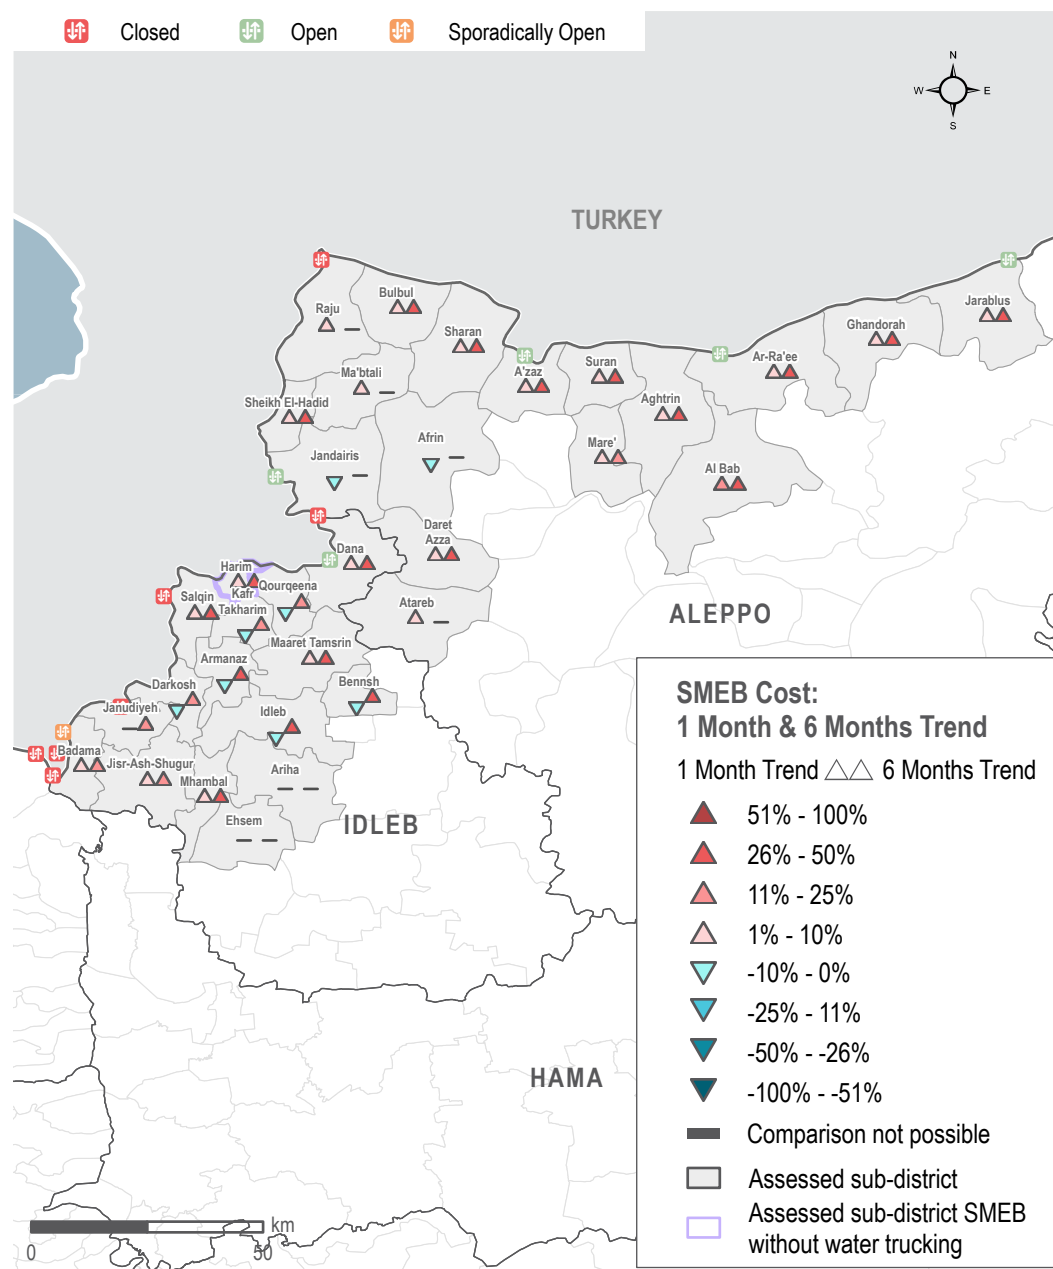 Closed
Open
Sporadically Open
N
W
E
S
TURKEY
Jarablus
Bulbul
Raju
Ghandorah
Sharan
Ar-Ra'ee
Suran
A'zaz
Ma'btali
Sheikh El-Hadid
Aghtrin
Afrin
Mare'
Jandairis
Al Bab
Daret
Azza
Dana
Harim
Qourqeena
Kafr
Takharim
Salqin
Atareb
ALEPPO
Maaret Tamsrin
Armanaz
Bennsh
Darkosh
Janudiyeh
Idleb
Badama
Jisr-Ash-Shugur
Ariha
Mhambal
Ehsem
IDLEB
HAMA
SMEB Cost:
1 Month & 6 Months Trend
1 Month Trend
6 Months Trend
51% - 100%
26% - 50%
11% - 25%
1% - 10%
-10% - 0%
-25% - 11%
-50% - -26%
-100% - -51%
Comparison not possible
Assessed sub-district
Assessed sub-district SMEB
without water trucking
km
0
50